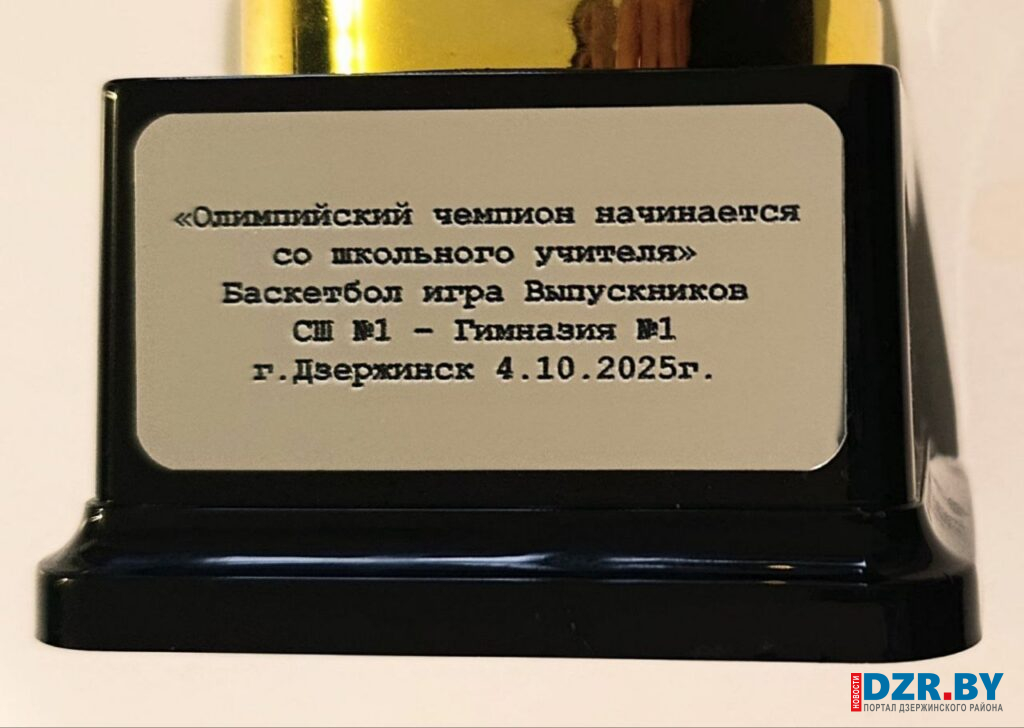 «Олимпийский чемпион начинается
со школьного учителя»
Баскетбол игра Выпускников
СШ №1 – Гимназия №1
г.Дзержинск 4.10.2025г.
НОВОСТИ
DZR.BY
ПОРТАЛ ДЗЕРЖИНСКОГО РАЙОНА